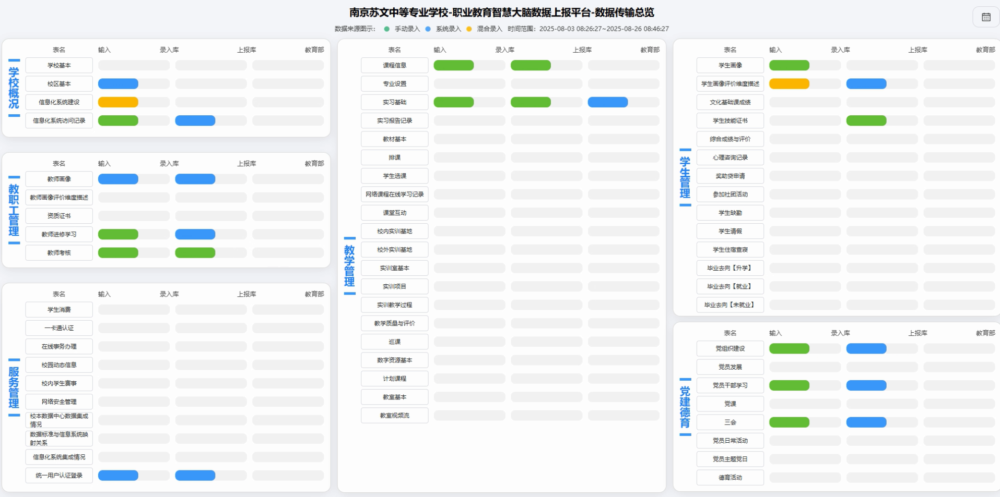 南京苏文中等专业学校-职业教育智慧大脑数据上报平台-数据传输总览
数据来源图示： 手动录入 系统录入 混合录入 时间范围：2025-08-03 08:26:27~2025-08-26 08:46:27
学校概况
表名 输入 录入库 上报库 教育部
学校基本
校区基本
信息化系统建设
信息化系统访问记录
教职工管理
表名 输入 录入库 上报库 教育部
教师画像
教师画像评价维度描述
资质证书
教师进修学习
教师考核
服务管理
表名 输入 录入库 上报库 教育部
学生消费
一卡通认证
在线事务办理
校园动态信息
校内学生赛事
网络安全管理
校本数据中心数据集成
情况
数据标准与信息系统映
射关系
信息化系统集成情况
统一用户认证登录
教学管理
表名 输入 录入库 上报库 教育部
课程信息
专业设置
实习基础
实习报告记录
教材基本
排课
学生选课
网络课程在线学习记录
课堂互动
校内实训基地
校外实训基地
实训室基本
实训项目
实训教学过程
教学质量与评价
巡课
数字资源基本
计划课程
教室基本
教室视频流
学生管理
表名 输入 录入库 上报库 教育部
学生画像
学生画像评价维度描述
文化基础课成绩
学生技能证书
综合成绩与评价
心理咨询记录
奖助贷申请
参加社团活动
学生缺勤
学生请假
学生住宿查寝
毕业去向【升学】
毕业去向【就业】
毕业去向【未就业】
党建德育
表名 输入 录入库 上报库 教育部
党组织建设
党员发展
党员干部学习
党课
三会
党员日常活动
党员主题党日
德育活动